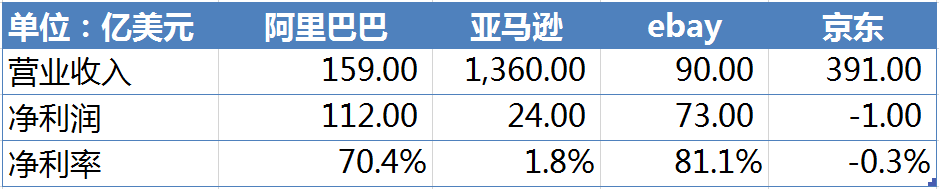 单位：亿美元 阿里巴巴 亚马逊 ebay 京东
营业收入 159.00 1,360.00 90.00 391.00
净利润 112.00 24.00 73.00 -1.00
净利率 70.4% 1.8% 81.1% -0.3%